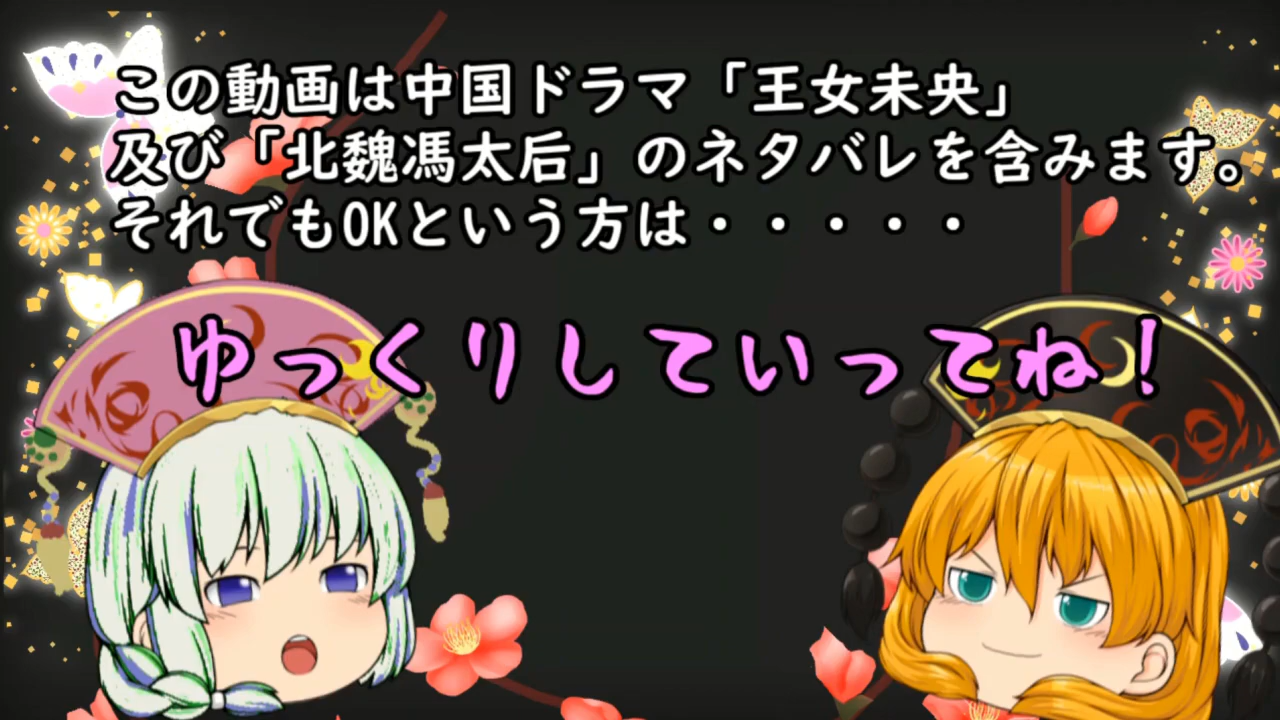 この動画は中国ドラマ「王女未央」
及び「北魏馮太后」のネタバレを含みます。
それでもOKという方は・・・・・
ゆっくりしていってね！